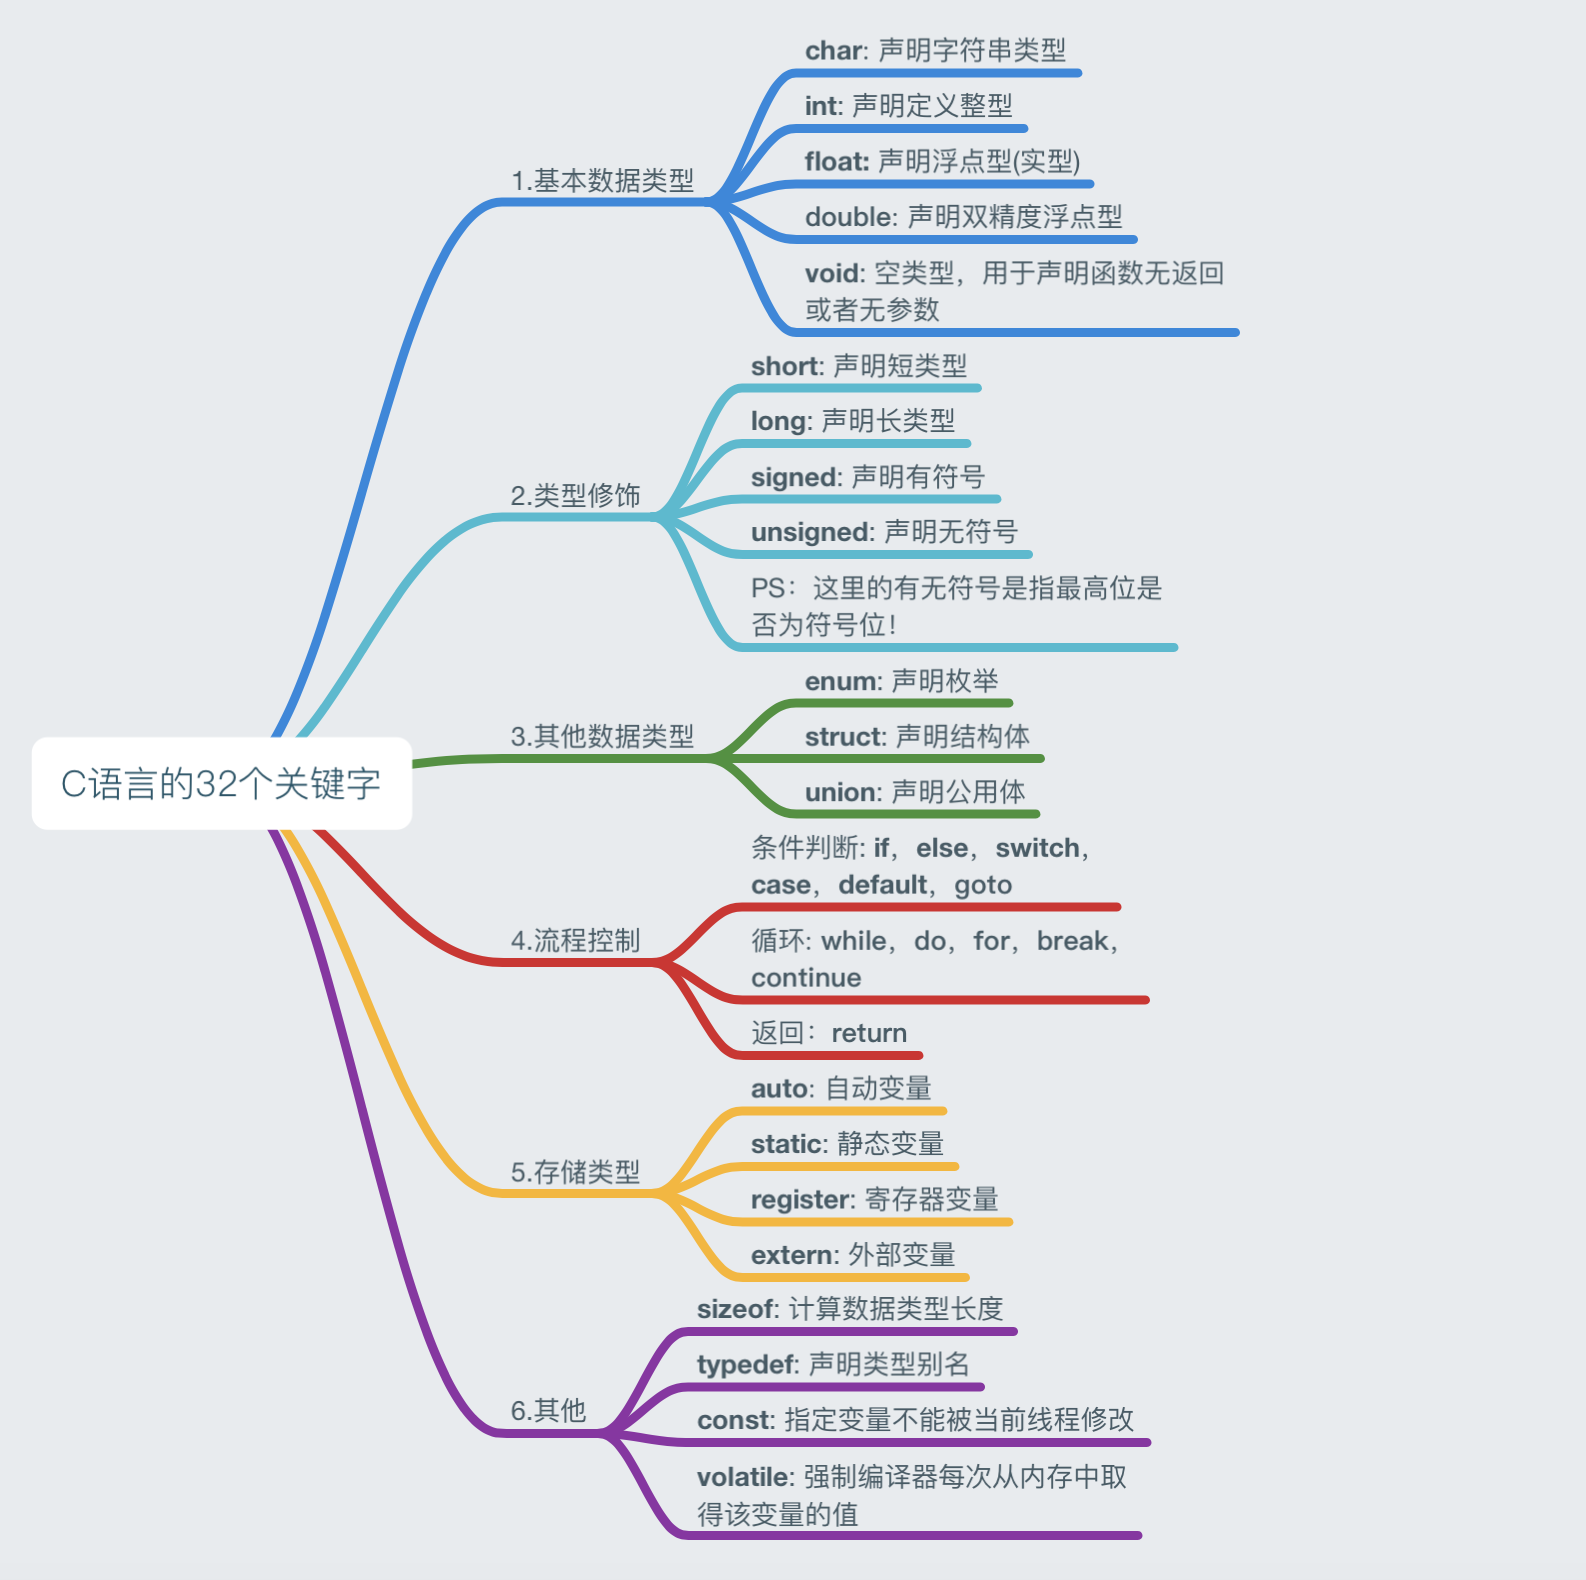 C语言的32个关键字
1.基本数据类型
char: 声明字符串类型
int: 声明定义整型
float: 声明浮点型(实型)
double: 声明双精度浮点型
void: 空类型，用于声明函数无返回
或者无参数
2.类型修饰
short: 声明短类型
long: 声明长类型
signed: 声明有符号
unsigned: 声明无符号
PS：这里的有无符号是指最高位是
否为符号位！
3.其他数据类型
enum: 声明枚举
struct: 声明结构体
union: 声明公用体
4.流程控制
条件判断: if，else，switch，
case，default，goto
循环: while，do，for，break，
continue
返回：return
5.存储类型
auto: 自动变量
static: 静态变量
register: 寄存器变量
extern: 外部变量
6.其他
sizeof: 计算数据类型长度
typedef: 声明类型别名
const: 指定变量不能被当前线程修改
volatile: 强制编译器每次从内存中取
得该变量的值